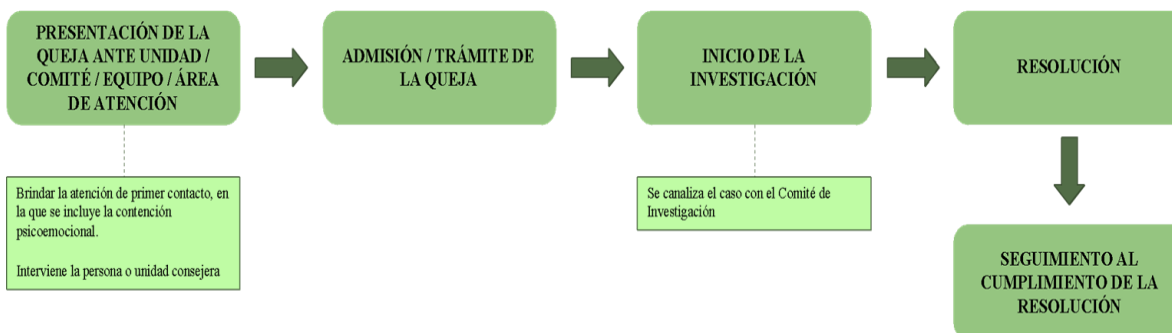 PRESENTACIÓN DE LA
QUEJA ANTE UNIDAD /
COMITÉ / EQUIPO / ÁREA
DE ATENCIÓN
ADMISIÓN / TRÁMITE DE
LA QUEJA
INICIO DE LA
INVESTIGACIÓN
RESOLUCIÓN
Brindar la atención de primer contacto, en
la que se incluye la contención
psicoemocional.
Interviene la persona o unidad consejera
Se canaliza el caso con el Comité de
Investigación
SEGUIMIENTO AL
CUMPLIMIENTO DE LA
RESOLUCIÓN